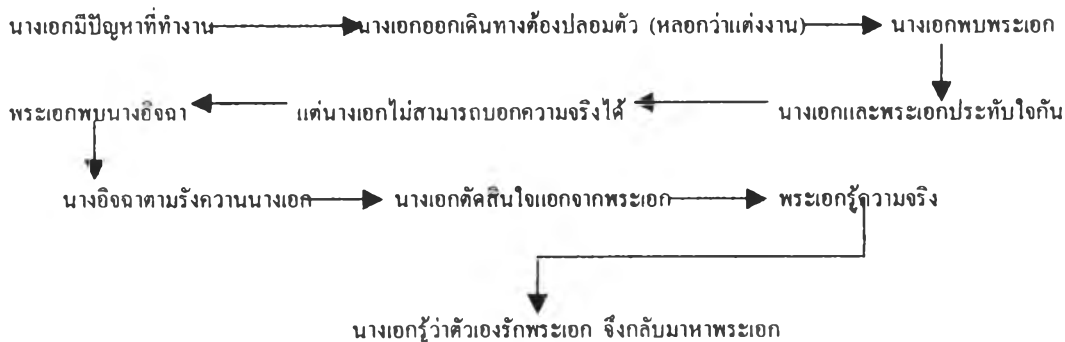 นางเอกมีปัญหาที่ทำงาน นางเอกออกเดินทางต้องปลอมตัว (หลอกว่าแต่งงาน) นางเอกพบพระเอก
พระเอกพบนางอิจฉา แต่นางเอกไม่สามารถบอกความจริงได้ นางเอกและพระเอกประทับใจกัน
นางอิจฉาตามรังควานนางเอก นางเอกตัดสินใจแยกจากพระเอก พระเอกรู้ความจริง
นางเอกรู้ว่าตัวเองรักพระเอก จึงกลับมาหาพระเอก